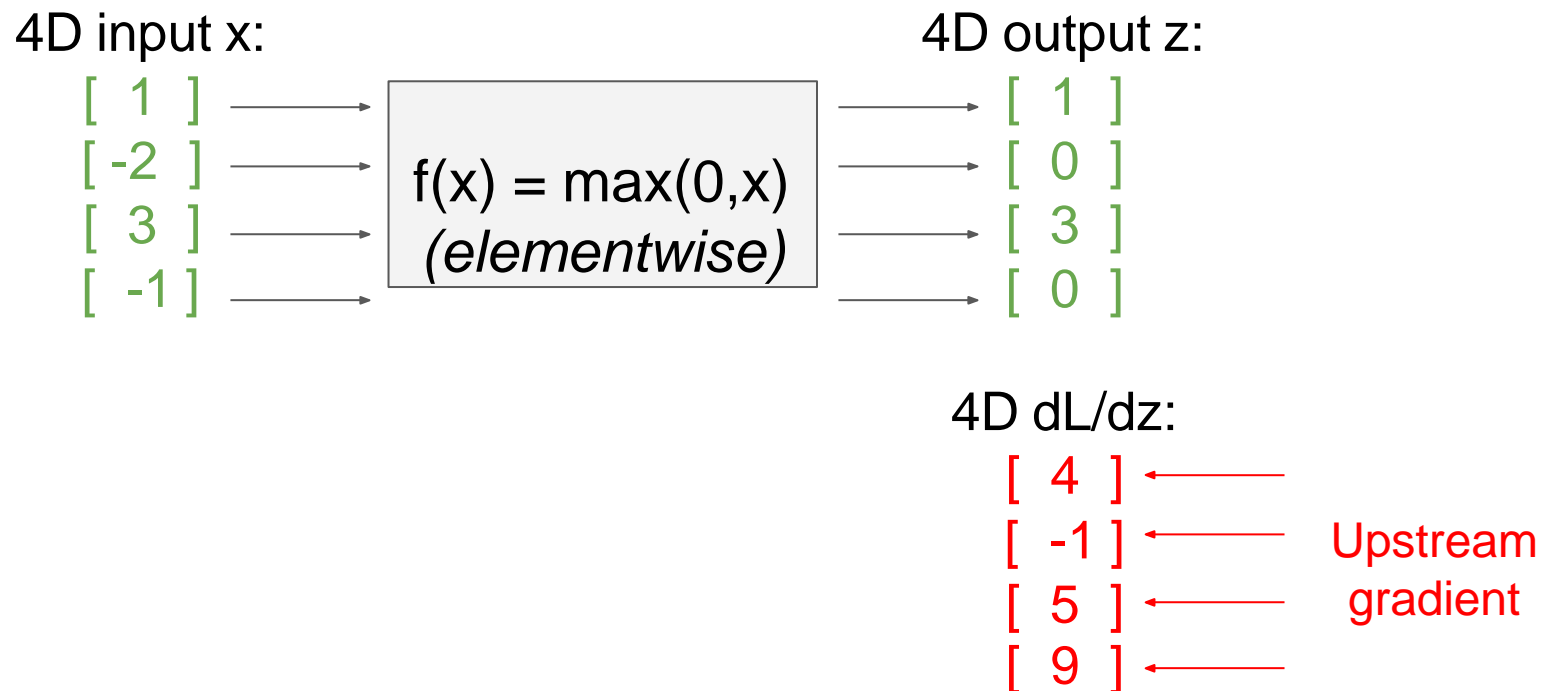 4D input x:
[ 1 ]
[ -2 ]
[ 3 ]
[ -1 ]
f(x) = max(0,x)
(elementwise)
4D output z:
[ 1 ]
[ 0 ]
[ 3 ]
[ 0 ]
4D dL/dz:
[ 4 ]
[ -1 ]
[ 5 ]
[ 9 ]
Upstream
gradient